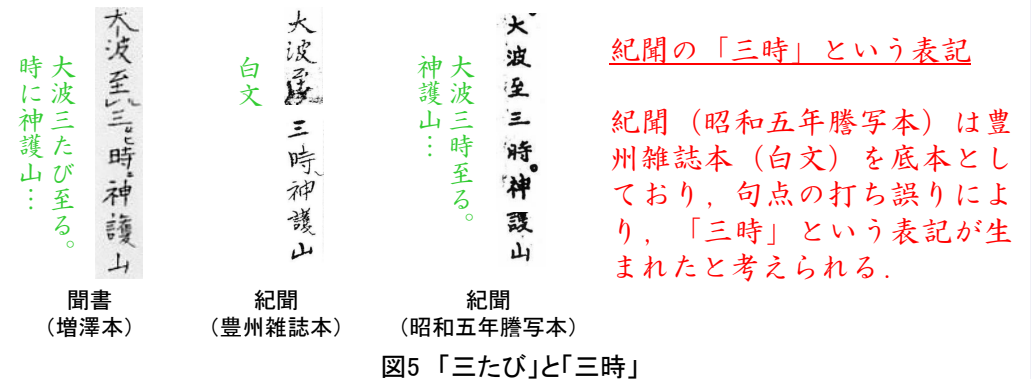 大波至三時神護山
大波三たび至る。
時に神護山…
聞書
(増澤本)
大波至三時神護山
白文
紀聞
(豊州雑誌本)
大波至三時。神護山
大波三時至る。
神護山…
紀聞
(昭和五年謄写本)
紀聞の「三時」という表記
紀聞(昭和五年謄写本)は豊
州雑誌本(白文)を底本とし
ており,句点の打ち誤りによ
り,「三時」という表記が生
まれたと考えられる.
図5 「三たび」と「三時」